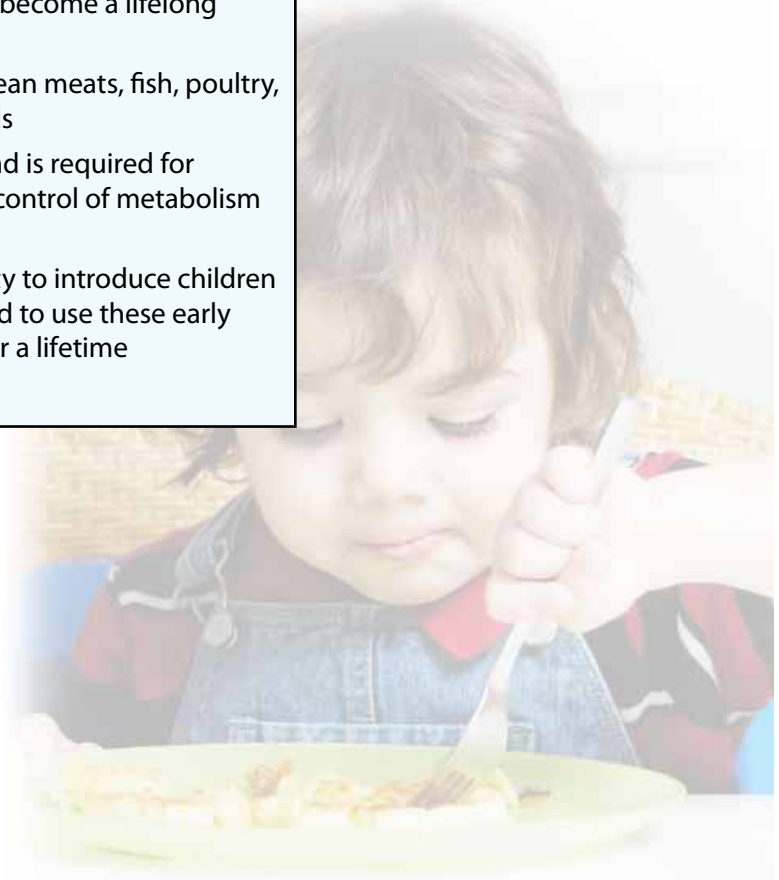 become a lifelong
ean meats, fish, poultry,
s
nd is required for
control of metabolism
y to introduce children
d to use these early
r a lifetime